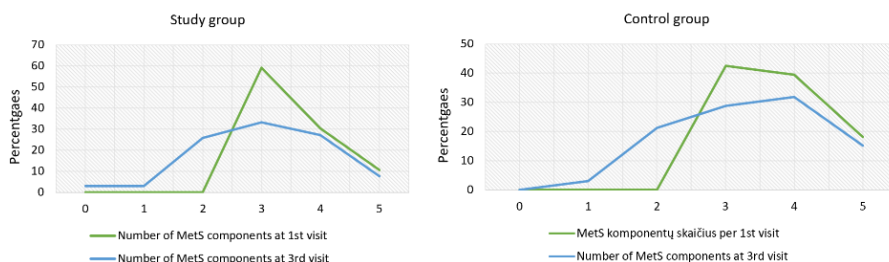 Study group
Percentgaes
70
60
50
40
30
20
10
0
0 1 2 3 4 5
Number of MetS components at 1st visit
Number of MetS components at 3rd visit
Control group
Percentgaes
50
40
30
20
10
0
0 1 2 3 4 5
MetS komponentų skaičius per 1st visit
Number of MetS components at 3rd visit